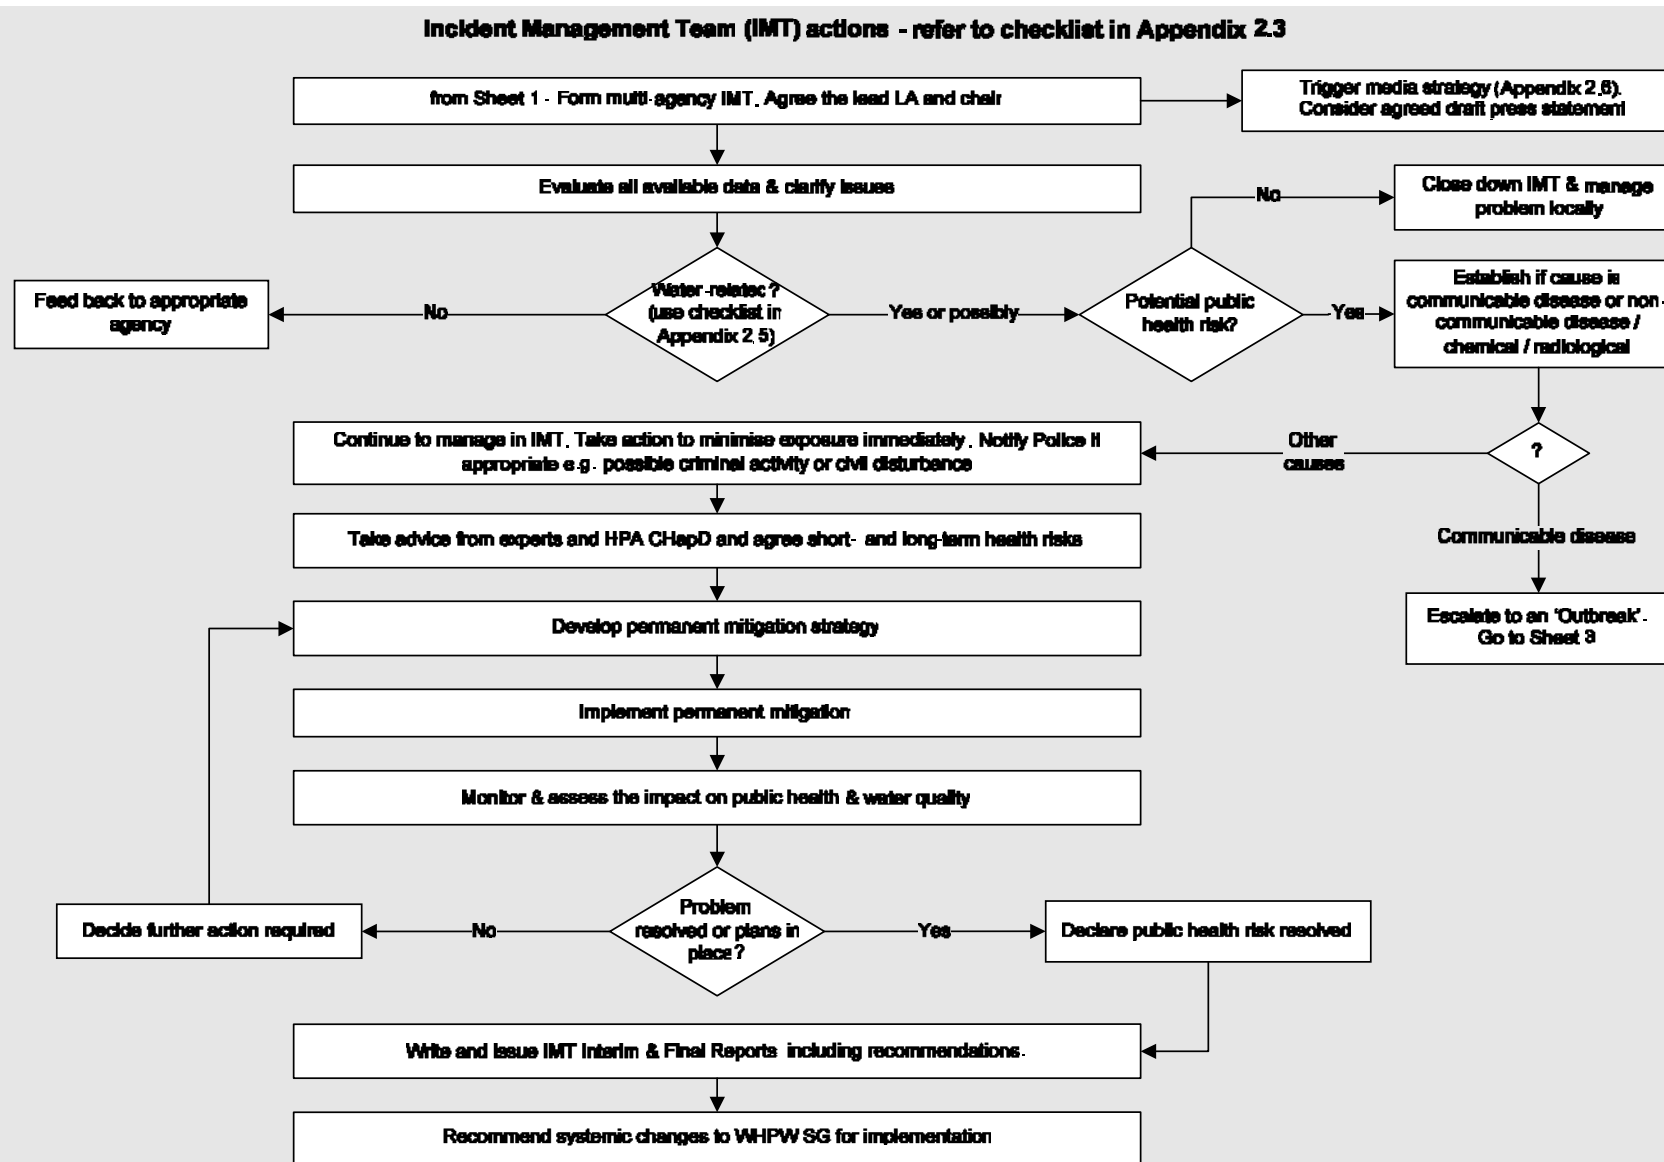 Incident Management Team (IMT) actions - refer to checklist in Appendix 2.3
from Sheet 1 - Form multi-agency IMT. Agree the lead LA and chair
Trigger media strategy (Appendix 2.6).
Consider agreed draft press statement
Evaluate all available data & clarify issues
No
Close down IMT & manage
problem locally
Water-related?
(use checklist in
Appendix 2.5)
No
Feed back to appropriate
agency
Yes or possibly
Potential public
health risk?
Yes
Establish if cause is
communicable disease or non-
communicable disease /
chemical / radiological
Continue to manage in IMT. Take action to minimise exposure immediately. Notify Police if
appropriate e.g. possible criminal activity or civil disturbance
Other
causes
?
Take advice from experts and HPA CHapD and agree short- and long-term health risks
Communicable disease
Develop permanent mitigation strategy
Escalate to an 'Outbreak'.
Go to Sheet 3
Implement permanent mitigation
Monitor & assess the impact on public health & water quality
Problem
resolved or plans in
place?
Decide further action required
No
Yes
Declare public health risk resolved
Write and issue IMT Interim & Final Reports including recommendations.
Recommend systemic changes to WHPW SG for implementation